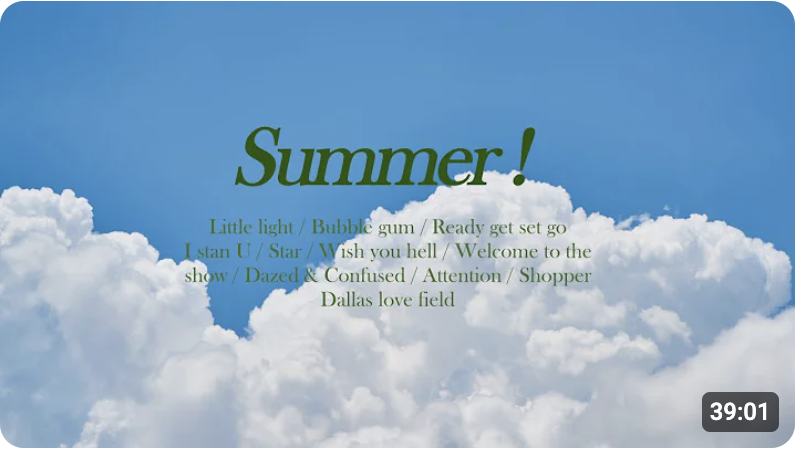 Summer !
Little light / Bubble gum / Ready get set go
I stan U / Star / Wish you hell / Welcome to the
show / Dazed & Confused / Attention / Shopper
Dallas love field
39:01